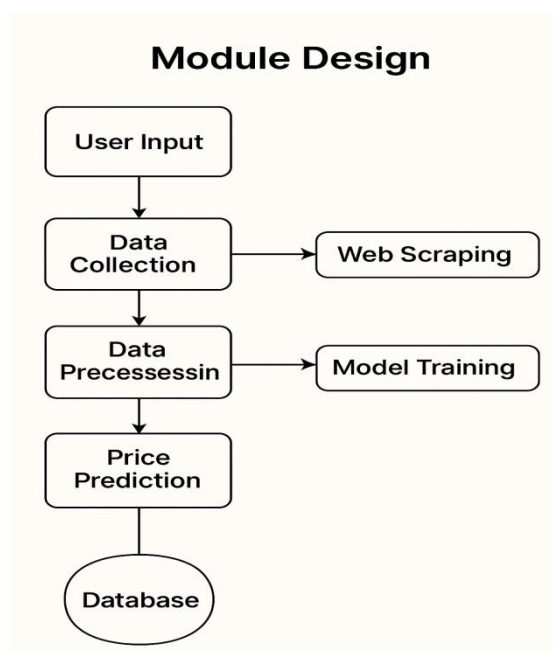 Module Design
User Input
Data
Collection
Web Scraping
Data
Precessessin
Model Training
Price
Prediction
Database